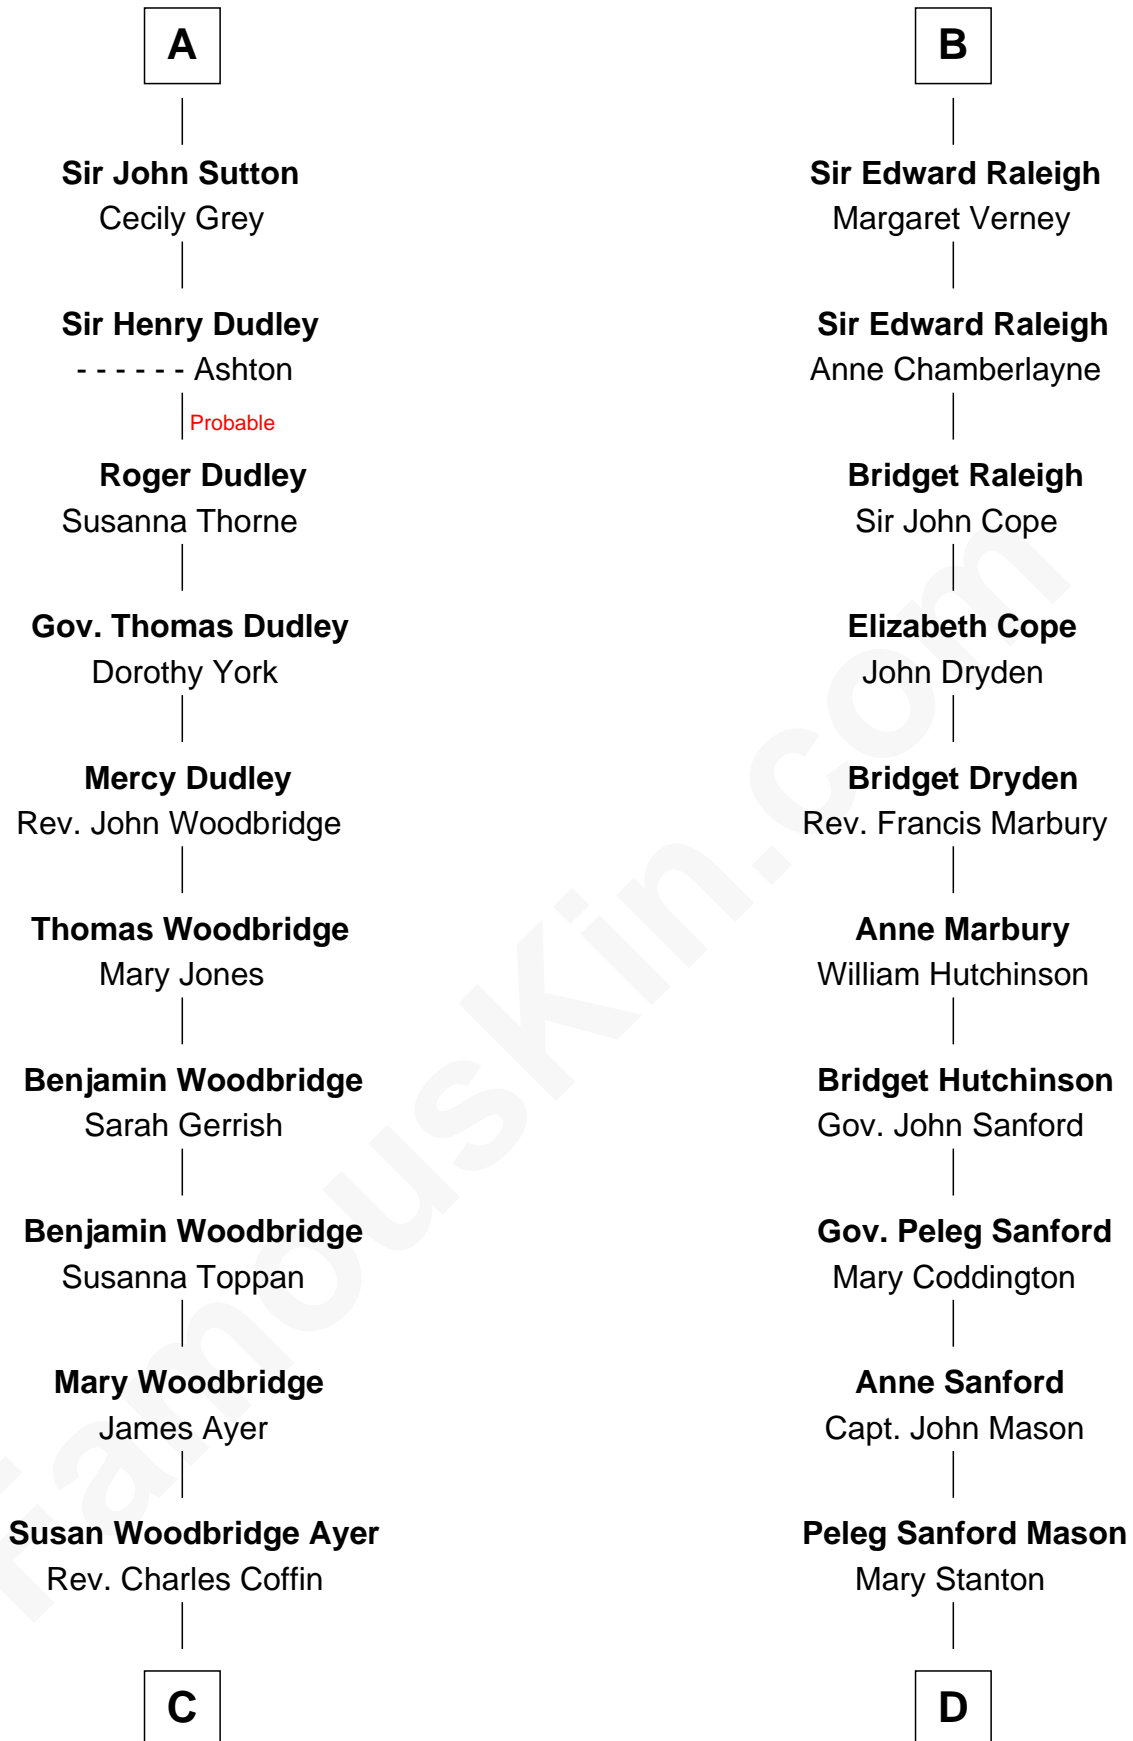 A
Sir John Sutton
Cecily Grey
Sir Henry Dudley
- - - - - - Ashton
Probable
Roger Dudley
Susanna Thorne
Gov. Thomas Dudley
Dorothy York
Mercy Dudley
Rev. John Woodbridge
Thomas Woodbridge
Mary Jones
Benjamin Woodbridge
Sarah Gerrish
Benjamin Woodbridge
Susanna Toppan
Mary Woodbridge
James Ayer
Susan Woodbridge Ayer
Rev. Charles Coffin
C
B
Sir Edward Raleigh
Margaret Verney
Sir Edward Raleigh
Anne Chamberlayne
Bridget Raleigh
Sir John Cope
Elizabeth Cope
John Dryden
Bridget Dryden
Rev. Francis Marbury
Anne Marbury
William Hutchinson
Bridget Hutchinson
Gov. John Sanford
Gov. Peleg Sanford
Mary Coddington
Anne Sanford
Capt. John Mason
Peleg Sanford Mason
Mary Stanton
D
FamousKin.com